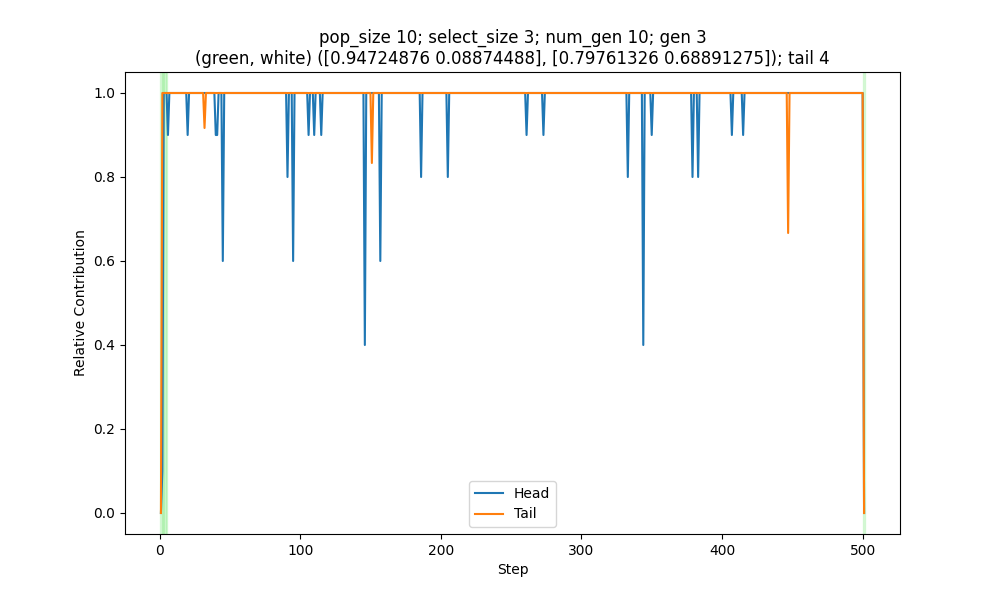 pop_size 10; select_size 3; num_gen 10; gen 3
(green, white) ([0.94724876 0.08874488], [0.79761326 0.68891275]); tail 4
1.0
0.8
0.6
0.4
0.2
0.0
Relative Contribution
Head
Tail
0 100 200 300 400 500
Step